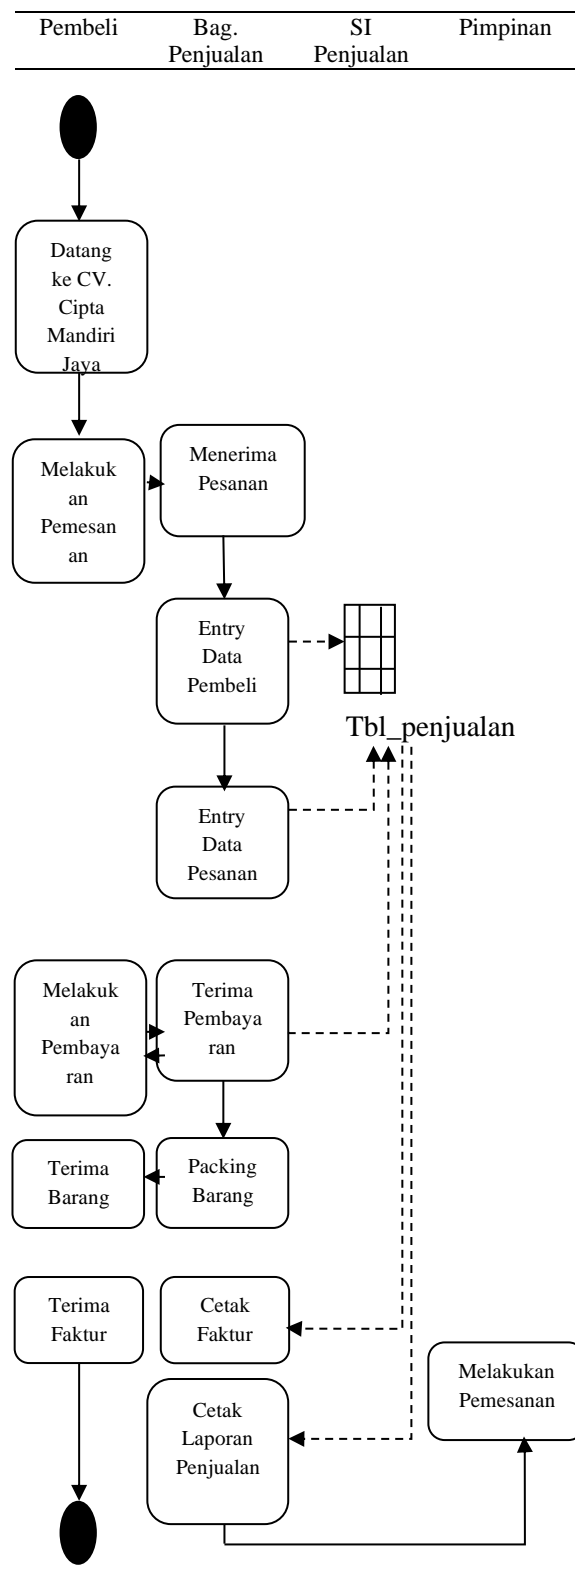 Pembeli
Bag.
Penjualan
SI
Penjualan
Pimpinan
Datang
ke CV.
Cipta
Mandiri
Jaya
Melakuk
an
Pemesan
an
Menerima
Pesanan
Entry
Data
Pembeli
Tbl_penjualan
Entry
Data
Pesanan
Melakuk
an
Pembaya
ran
Terima
Pembaya
ran
Terima
Barang
Packing
Barang
Terima
Faktur
Cetak
Faktur
Melakukan
Pemesanan
Cetak
Laporan
Penjualan